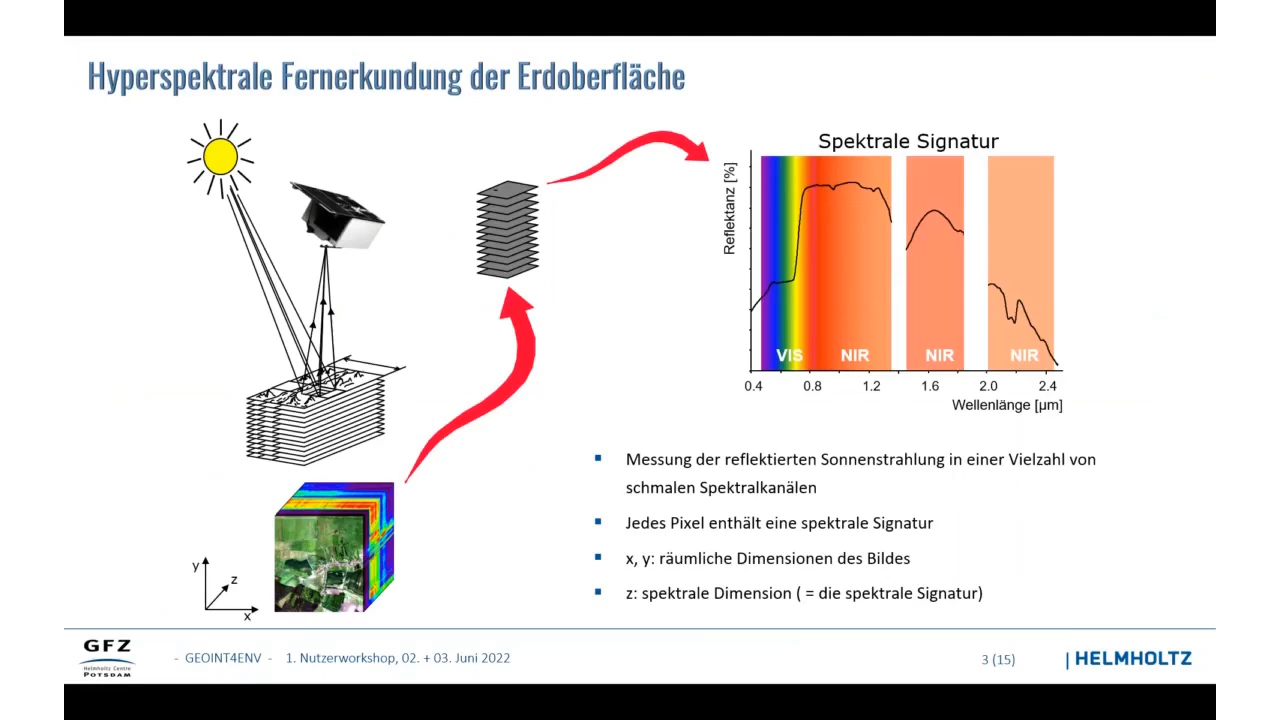 Hyperspektrale Fernerkundung der Erdoberfläche
Spektrale Signatur
Reflektanz [%]
VIS
NIR
NIR
NIR
0.4
0.8
1.2
1.6
2.0
2.4
Wellenlänge [µm]
Messung der reflektierten Sonnenstrahlung in einer Vielzahl von
schmalen Spektralkanälen
Jedes Pixel enthält eine spektrale Signatur
x, y: räumliche Dimensionen des Bildes
z: spektrale Dimension ( = die spektrale Signatur)
y
z
x
GFZ
Helmholtz Centre
POTSDAM
- GEOINT4ENV - 1. Nutzerworkshop, 02. + 03. Juni 2022
3 (15)
| HELMHOLTZ